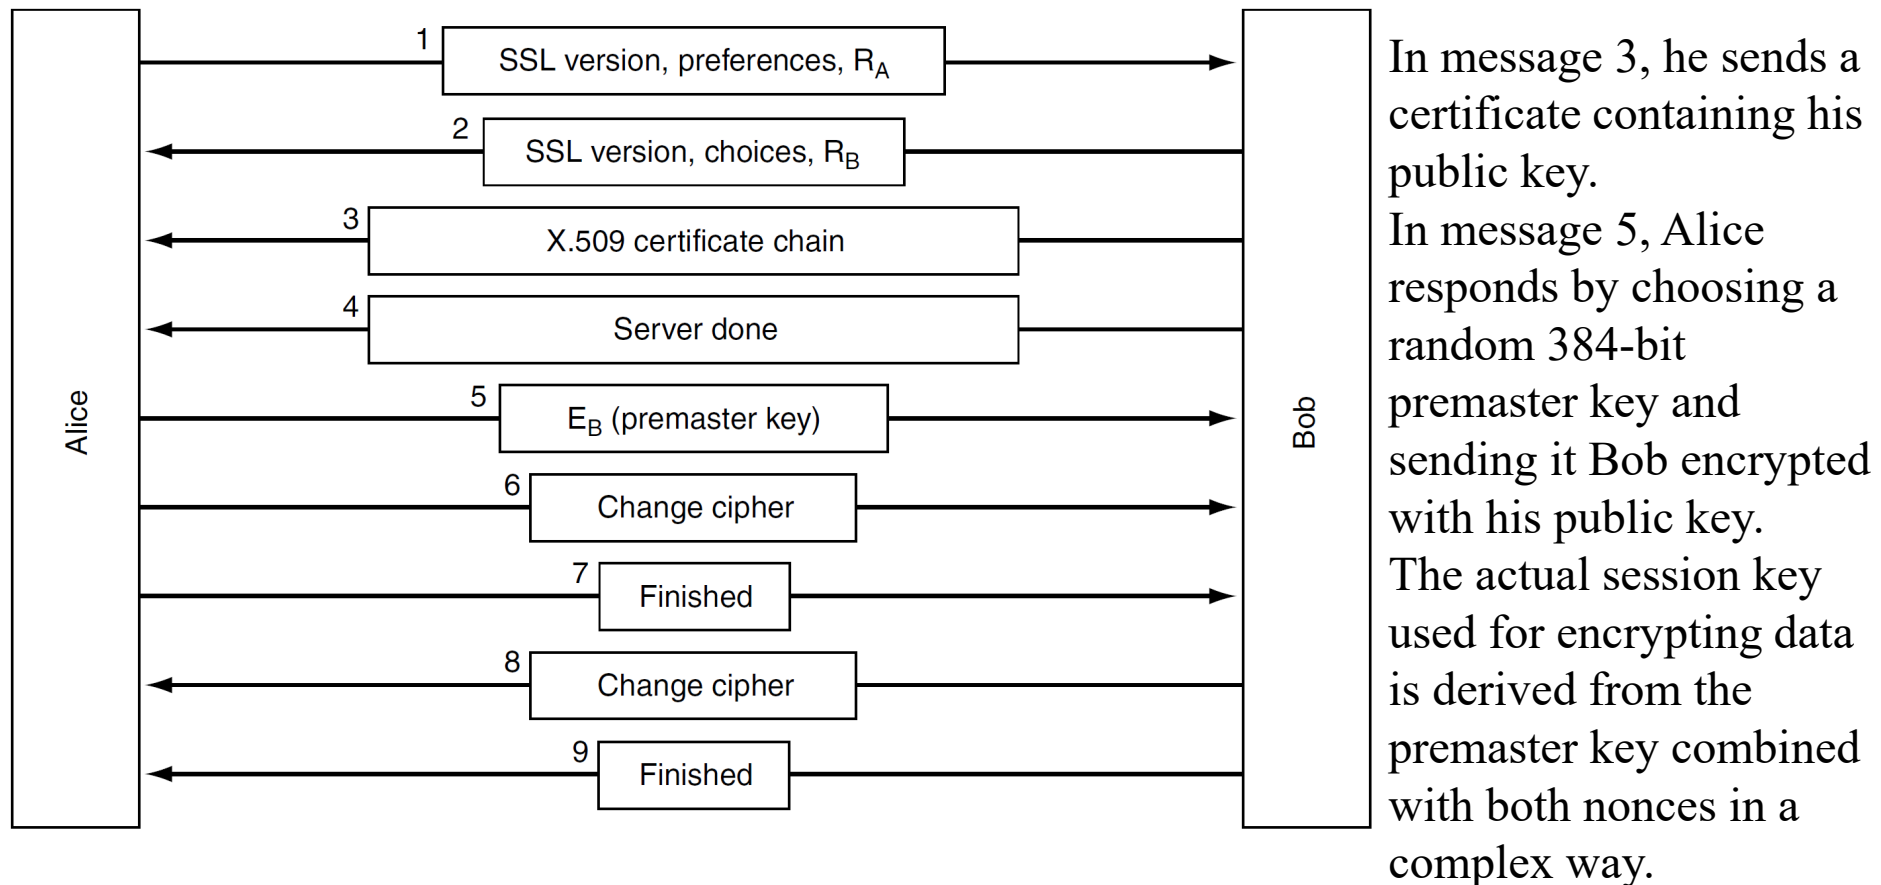 1
SSL version, preferences, RA
2
SSL version, choices, RB
3
X.509 certificate chain
4
Server done
5
EB (premaster key)
6
Change cipher
7
Finished
8
Change cipher
9
Finished
Alice
Bob
In message 3, he sends a
certificate containing his
public key.
In message 5, Alice
responds by choosing a
random 384-bit
premaster key and
sending it Bob encrypted
with his public key.
The actual session key
used for encrypting data
is derived from the
premaster key combined
with both nonces in a
complex way.